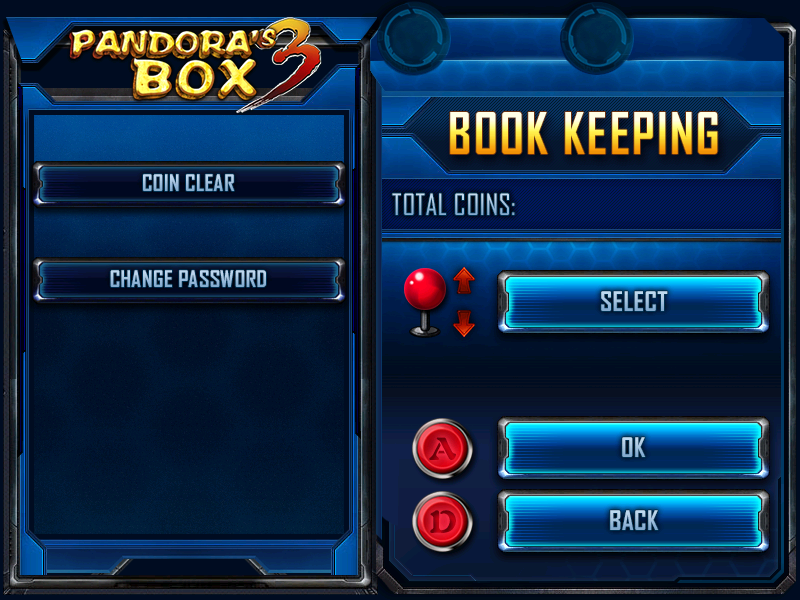 PANDORA'S
BOX 3
COIN CLEAR
CHANGE PASSWORD
BOOK KEEPING
TOTAL COINS:
SELECT
A
OK
D
BACK